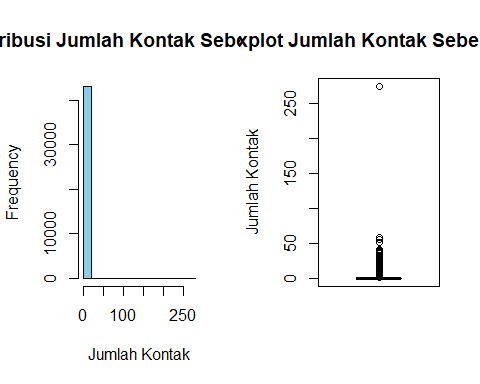 ribusi Jumlah Kontak Seb
xplot Jumlah Kontak Sebe
Frequency
0
10000
30000
0
100
250
Jumlah Kontak
Jumlah Kontak
0
50
150
250